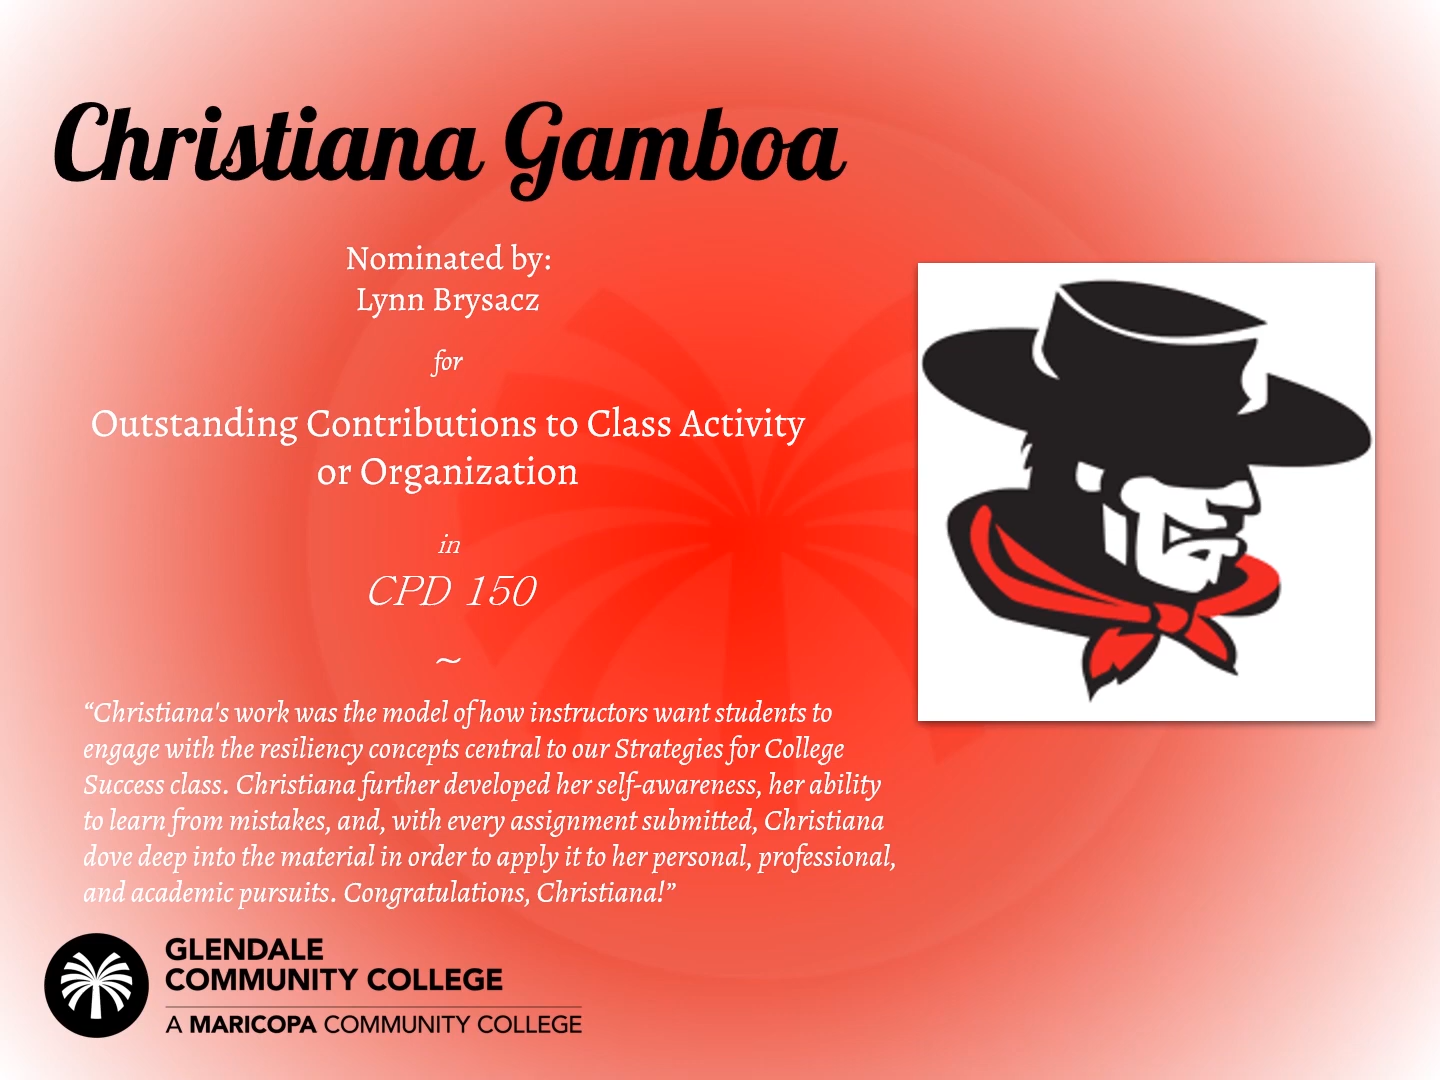 Christiana Gamboa
Nominated by:
Lynn Brysacz
for
Outstanding Contributions to Class Activity
or Organization
in
CPD 150
~
“Christiana's work was the model of how instructors want students to
engage with the resiliency concepts central to our Strategies for College
Success class. Christiana further developed her self-awareness, her ability
to learn from mistakes, and, with every assignment submitted, Christiana
dove deep into the material in order to apply it to her personal, professional,
and academic pursuits. Congratulations, Christiana!”
GLENDALE
COMMUNITY COLLEGE
A MARICOPA COMMUNITY COLLEGE